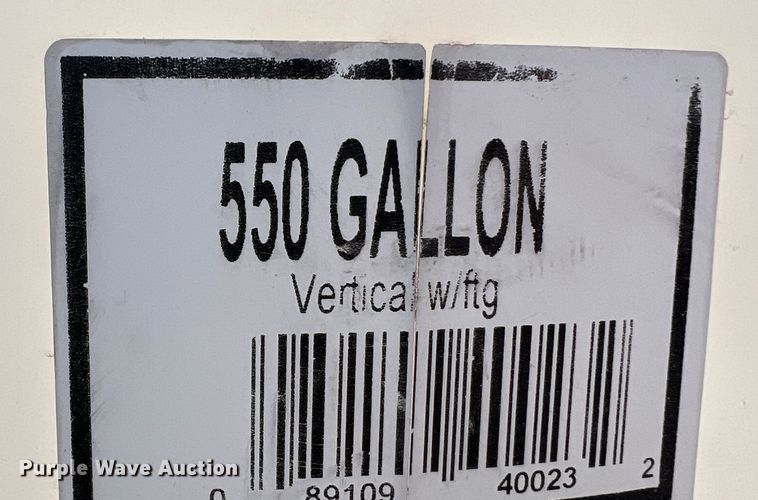 550 GALLON
Vertical w/ftg
0 89109 40023 2
Purple Wave Auction